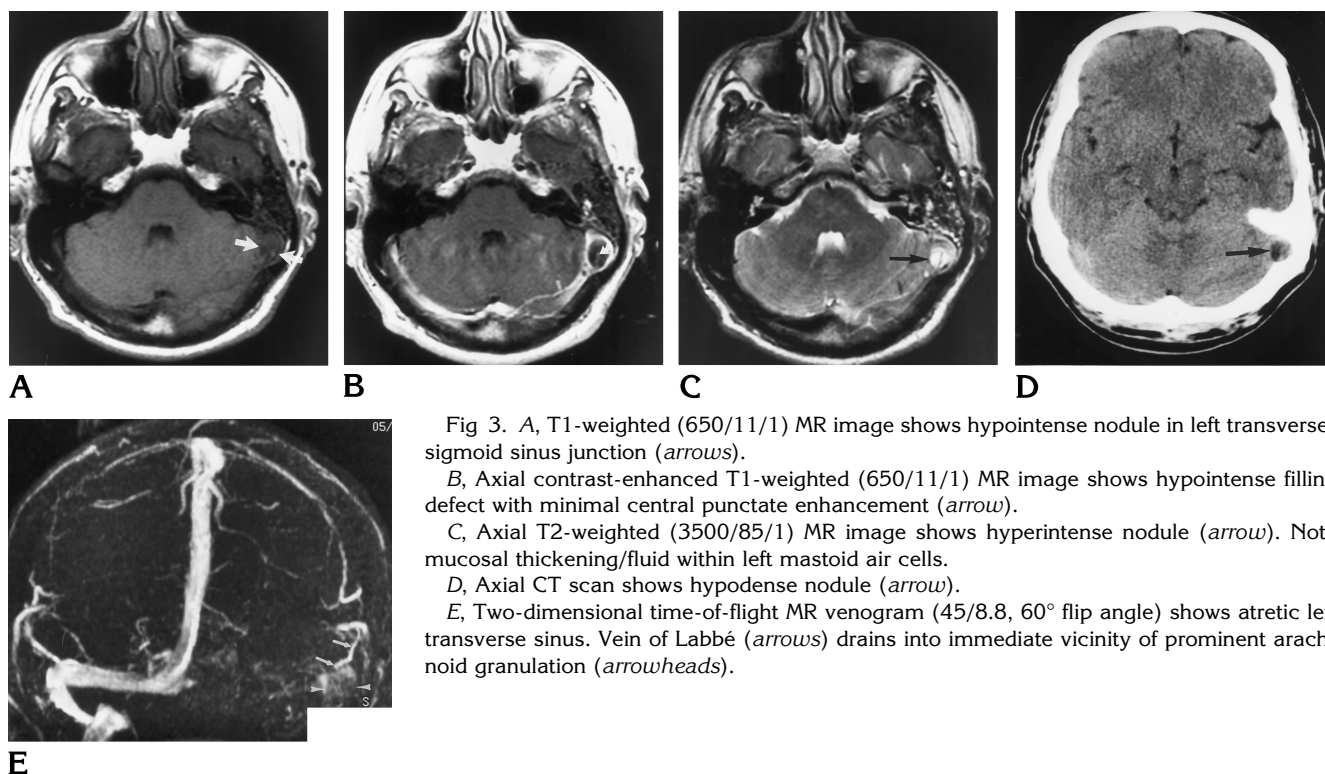 A
B
C
D
05/
S
E
Fig 3. A, T1-weighted (650/11/1) MR image shows hypointense nodule in left transverse
sigmoid sinus junction (arrows).
B, Axial contrast-enhanced T1-weighted (650/11/1) MR image shows hypointense fillin
defect with minimal central punctate enhancement (arrow).
C, Axial T2-weighted (3500/85/1) MR image shows hyperintense nodule (arrow). Not
mucosal thickening/fluid within left mastoid air cells.
D, Axial CT scan shows hypodense nodule (arrow).
E, Two-dimensional time-of-flight MR venogram (45/8.8, 60° flip angle) shows atretic le
transverse sinus. Vein of Labbé (arrows) drains into immediate vicinity of prominent arach
noid granulation (arrowheads).